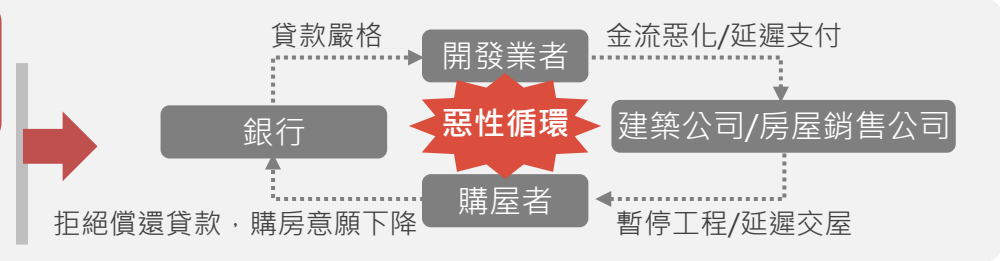 貸款嚴格
開發業者
金流惡化/延遲支付
銀行
惡性循環
建築公司/房屋銷售公司
購屋者
拒絕償還貸款，購房意願下降
暫停工程/延遲交屋